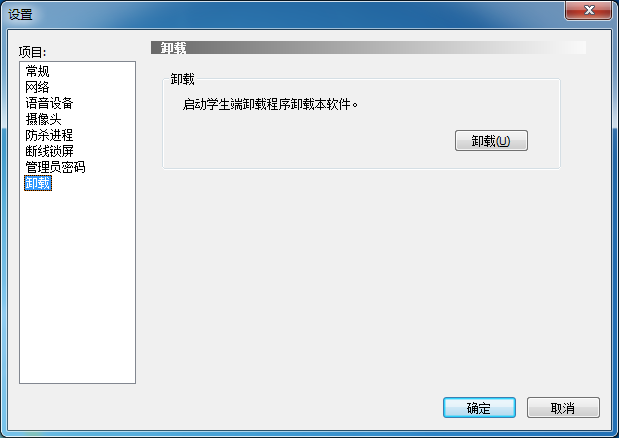 设置
项目:
常规
网络
语音设备
摄像头
防杀进程
断线锁屏
管理员密码
卸载
卸载
卸载
启动学生端卸载程序卸载本软件。
卸载(U)
确定
取消